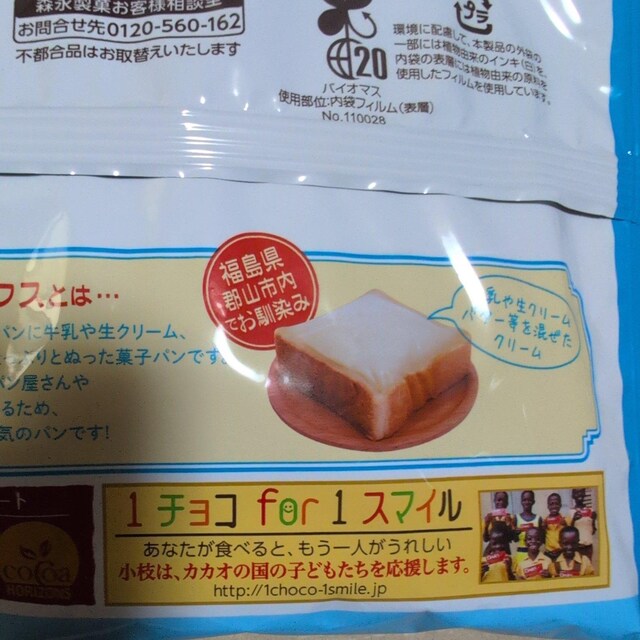 森永製菓お客様相談室
お問合せ先0120-560-162
不都合品はお取替えいたします
20
バイオマス
使用部位:内袋フィルム(表層)
No.110028
プラ
環境に配慮して、本製品の外袋の
一部には植物由来のインキ(白)を、
内袋の表層には植物由来の原料を
使用したフィルムを使用しています。
とは…
パンに牛乳や生クリーム、
とぬった菓子パンです。
パン屋さんや
るため、
気のパンです!
福島県
郡山市内
でお馴染み
乳や生クリーム
バター等を混ぜた
クリーム
ート
cocoa
HORIZONS
1 チョコ for 1 スマイル
あなたが食べると、もう一人がうれしい
小枝は、カカオの国の子どもたちを応援します。
http://1choco-1smile.jp